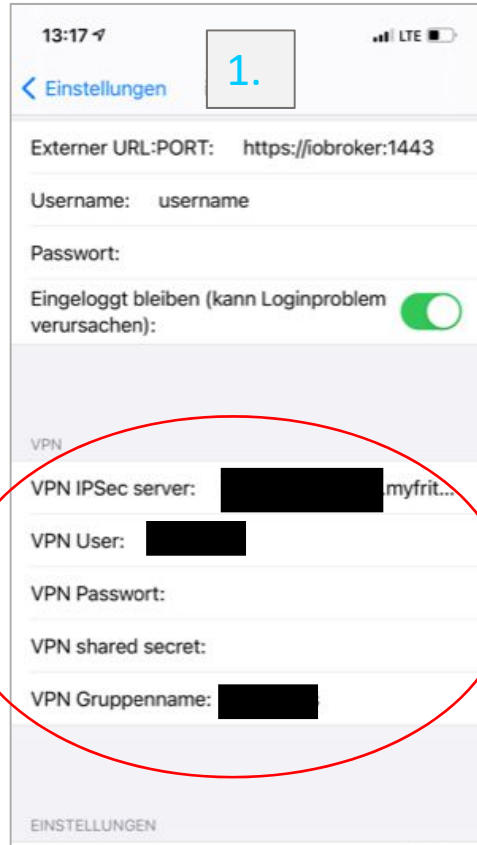 13:17
LTE
1.
Einstellungen
Externer URL:PORT: https://iobroker:1443
Username: username
Passwort:
Eingeloggt bleiben (kann Loginproblem
verursachen):
VPN
VPN IPSec server: .myfrit...
VPN User:
VPN Passwort:
VPN shared secret:
VPN Gruppenname:
EINSTELLUNGEN